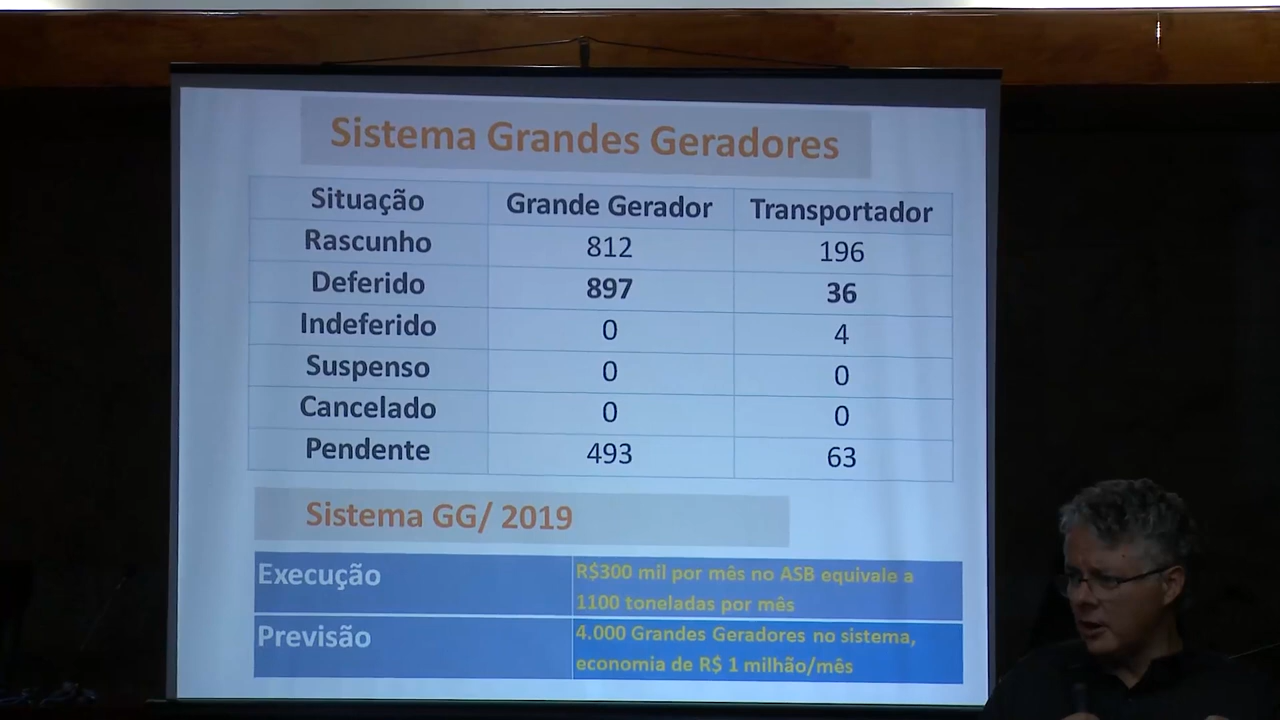 Sistema Grandes Geradores
Situação Grande Gerador Transportador
Rascunho 812 196
Deferido 897 36
Indeferido 0 4
Suspenso 0 0
Cancelado 0 0
Pendente 493 63
Sistema GG/ 2019
Execução
R$300 mil por mês no ASB equivale a
1100 toneladas por mês
Previsão
4.000 Grandes Geradores no sistema,
economia de R$ 1 milhão/mês